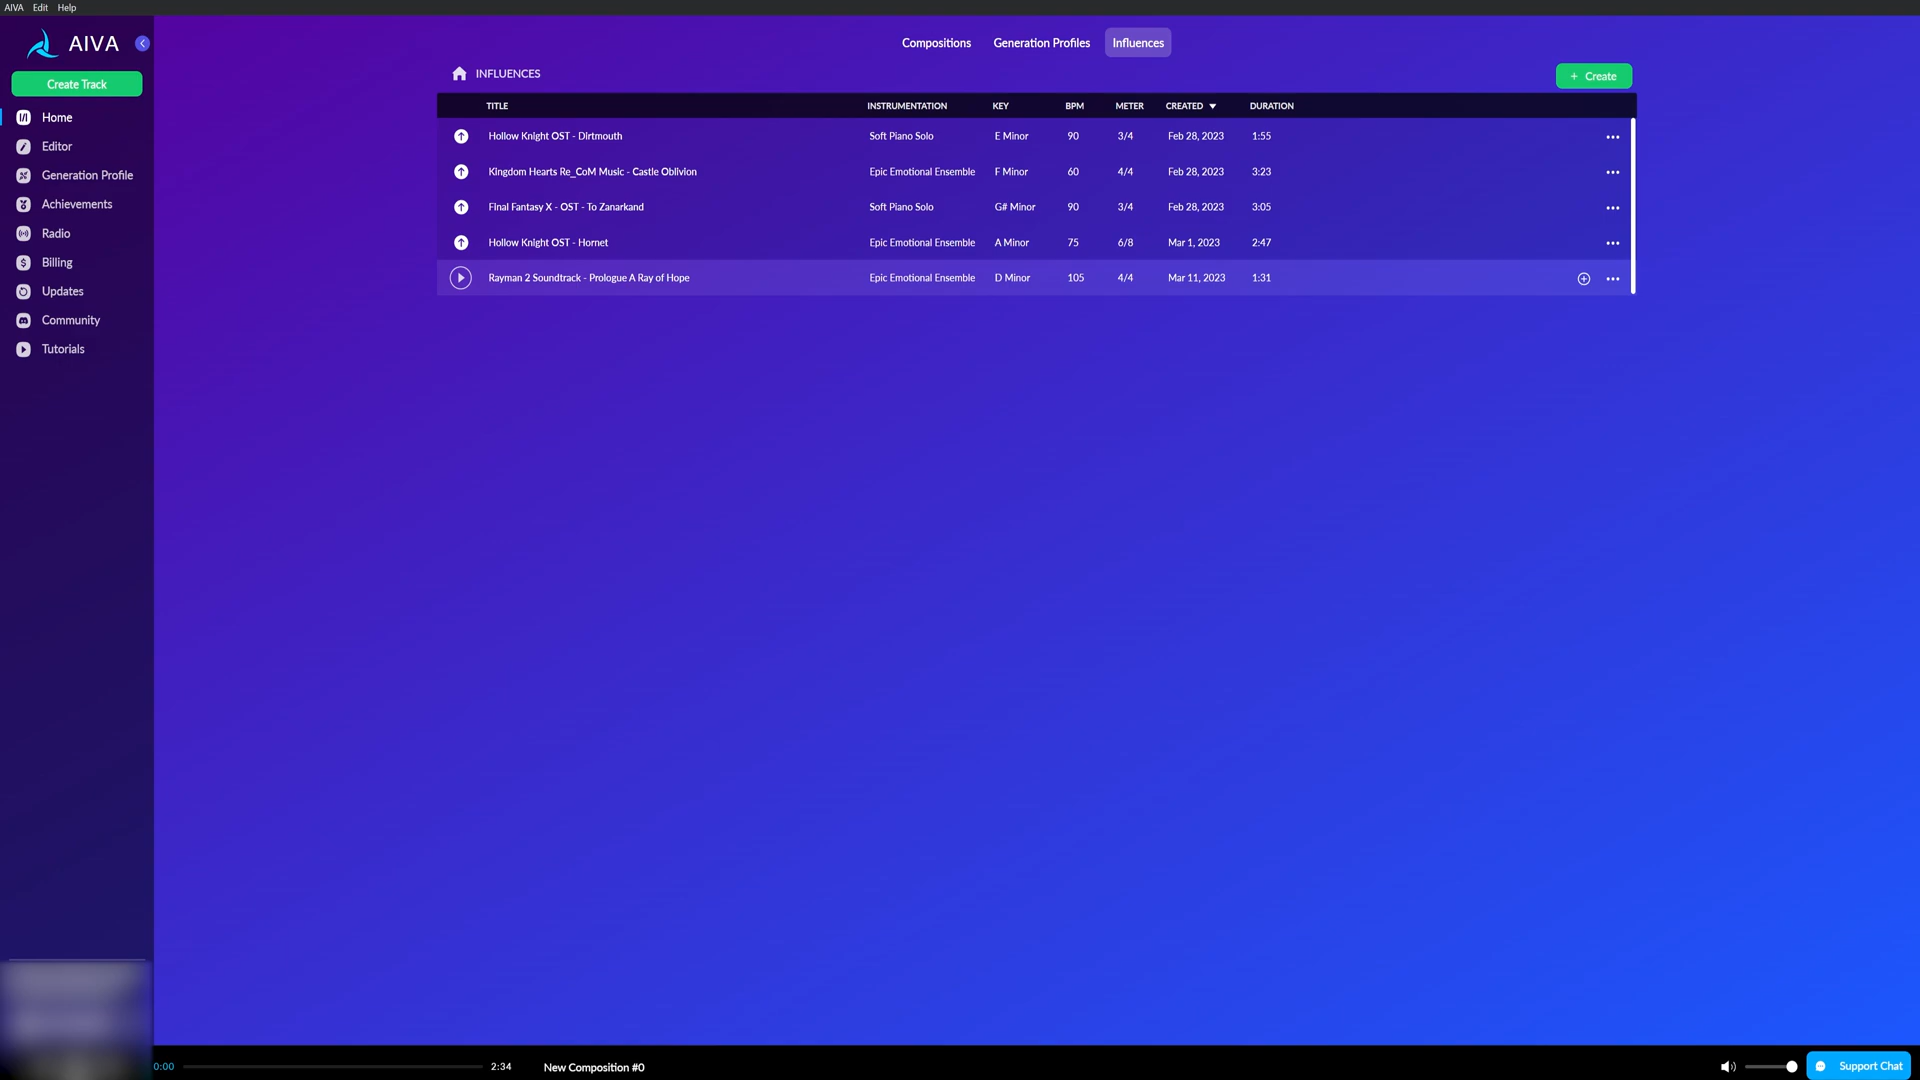 AIVA Edit Help
AIVA
Create Track
Home
Editor
Generation Profile
Achievements
Radio
Billing
Updates
Community
Tutorials
Compositions Generation Profiles Influences
INFLUENCES
+ Create
TITLE INSTRUMENTATION KEY BPM METER CREATED DURATION
Hollow Knight OST - Dirtmouth Soft Piano Solo E Minor 90 3/4 Feb 28, 2023 1:55
Kingdom Hearts Re_CoM Music - Castle Oblivion Epic Emotional Ensemble F Minor 60 4/4 Feb 28, 2023 3:23
Final Fantasy X - OST - To Zanarkand Soft Piano Solo G# Minor 90 3/4 Feb 28, 2023 3:05
Hollow Knight OST - Hornet Epic Emotional Ensemble A Minor 75 6/8 Mar 1, 2023 2:47
Rayman 2 Soundtrack - Prologue A Ray of Hope Epic Emotional Ensemble D Minor 105 4/4 Mar 11, 2023 1:31
0:00 2:34 New Composition #0
Support Chat